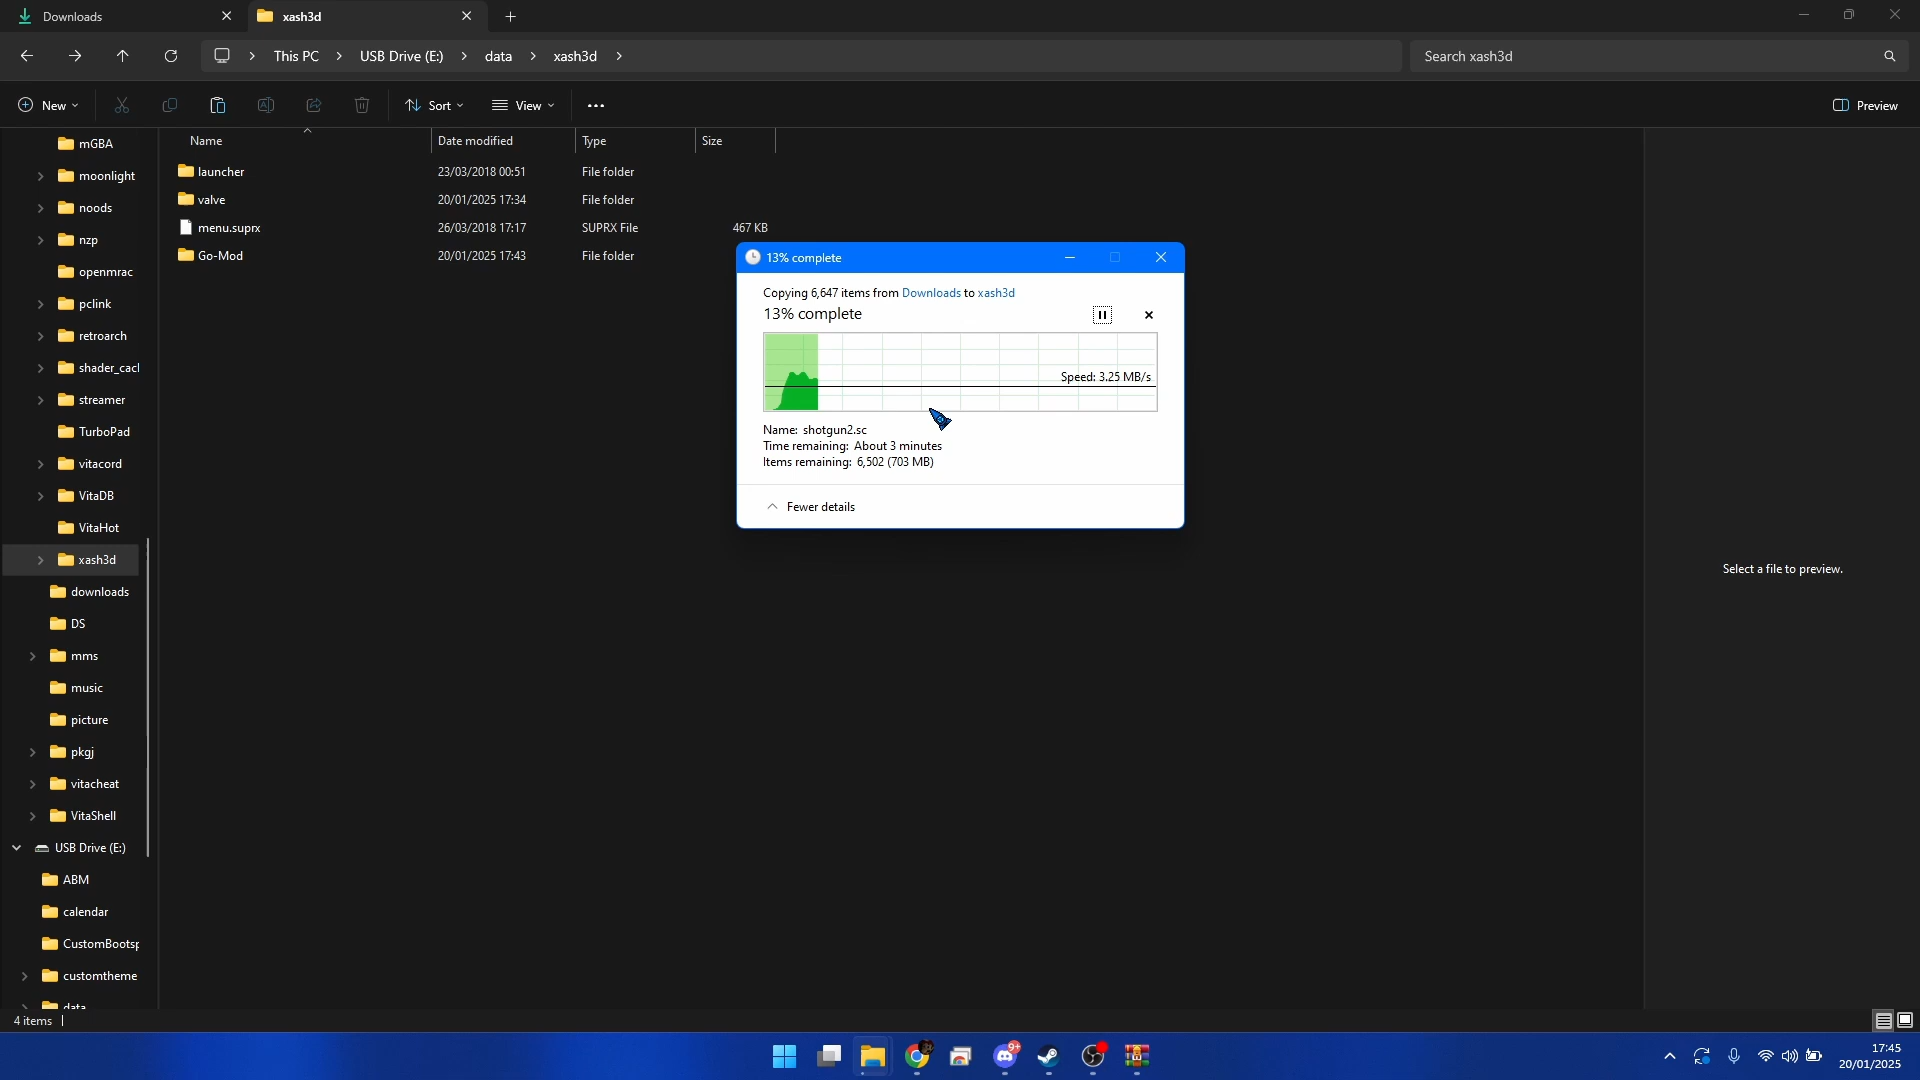 Downloads
xash3d
This PC
USB Drive (E:)
data
xash3d
Search xash3d
New
Sort
View
Preview
Name
Date modified
Type
Size
launcher
23/03/2018 00:51
File folder
valve
20/01/2025 17:34
File folder
menu.suprx
26/03/2018 17:17
SUPRX File
467 KB
Go-Mod
20/01/2025 17:43
File folder
mGBA
moonlight
noods
nzp
openmrac
pclink
retroarch
shader_cacl
streamer
TurboPad
vitacord
VitaDB
VitaHot
xash3d
downloads
DS
mms
music
picture
pkgj
vitacheat
VitaShell
USB Drive (E:)
ABM
calendar
CustomBootsp
customtheme
data
13% complete
Copying 6,647 items from Downloads to xash3d
13% complete
Speed: 3.25 MB/s
Name: shotgun2.sc
Time remaining: About 3 minutes
Items remaining: 6,502 (703 MB)
Fewer details
Select a file to preview.
4 items
9+
17:45
20/01/2025